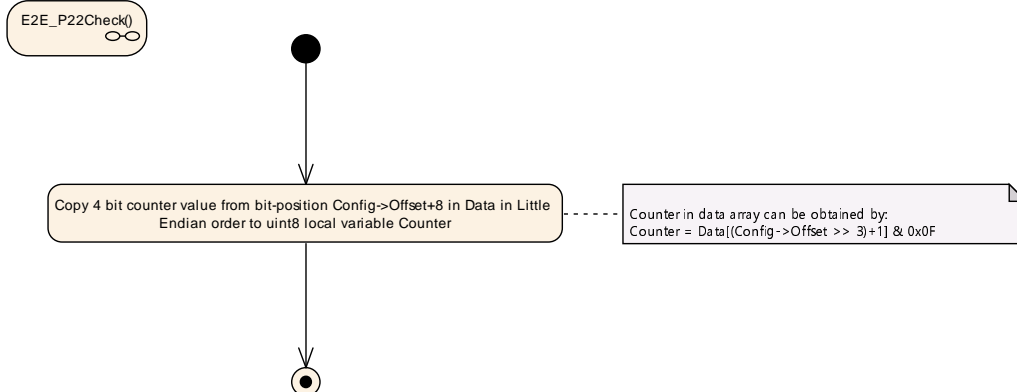 E2E_P22Check()
Copy 4 bit counter value from bit-position Config->Offset+8 in Data in Little
Endian order to uint8 local variable Counter
Counter in data array can be obtained by:
Counter = Data[(Config->Offset >> 3)+1] & 0x0F